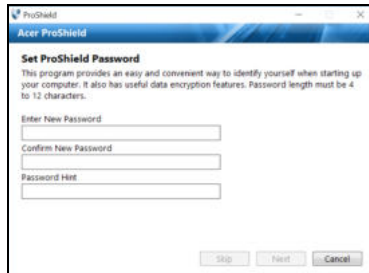 ProShield
Acer ProShield
Set ProShield Password
This program provides an easy and convenient way to identify yourself when starting up
your computer. It also has useful data encryption features. Password length must be 4
to 12 characters.
Enter New Password
Confirm New Password
Password Hint
Skip Next Cancel